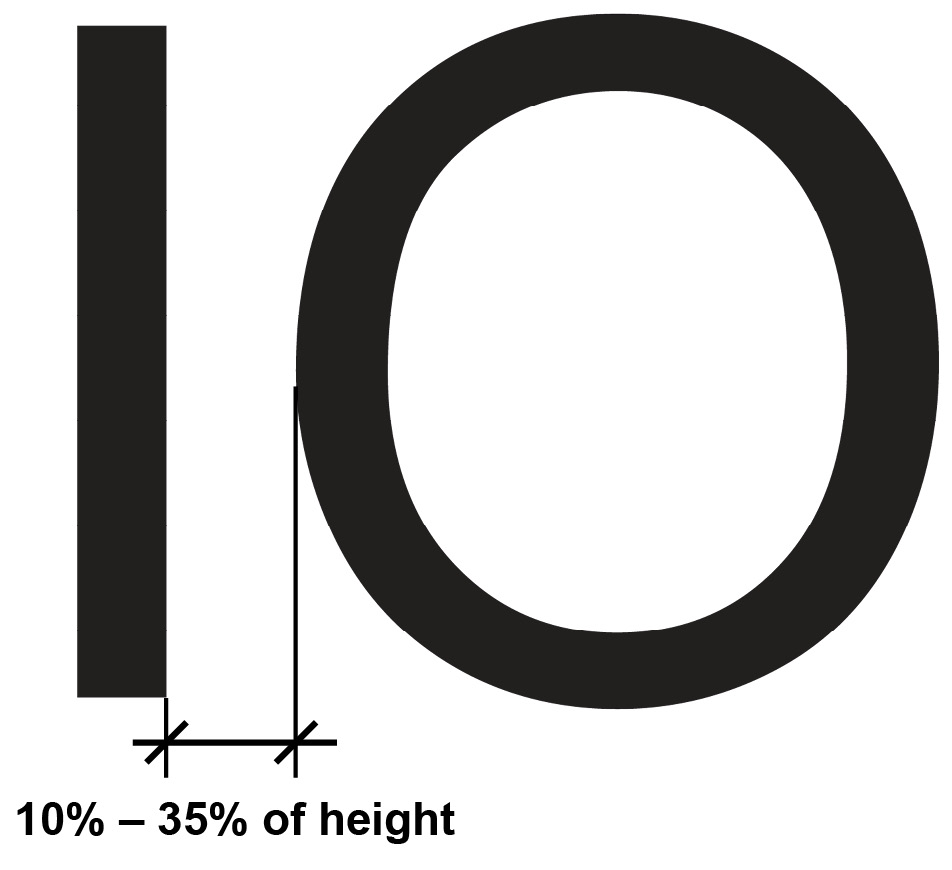 IO
10% – 35% of height